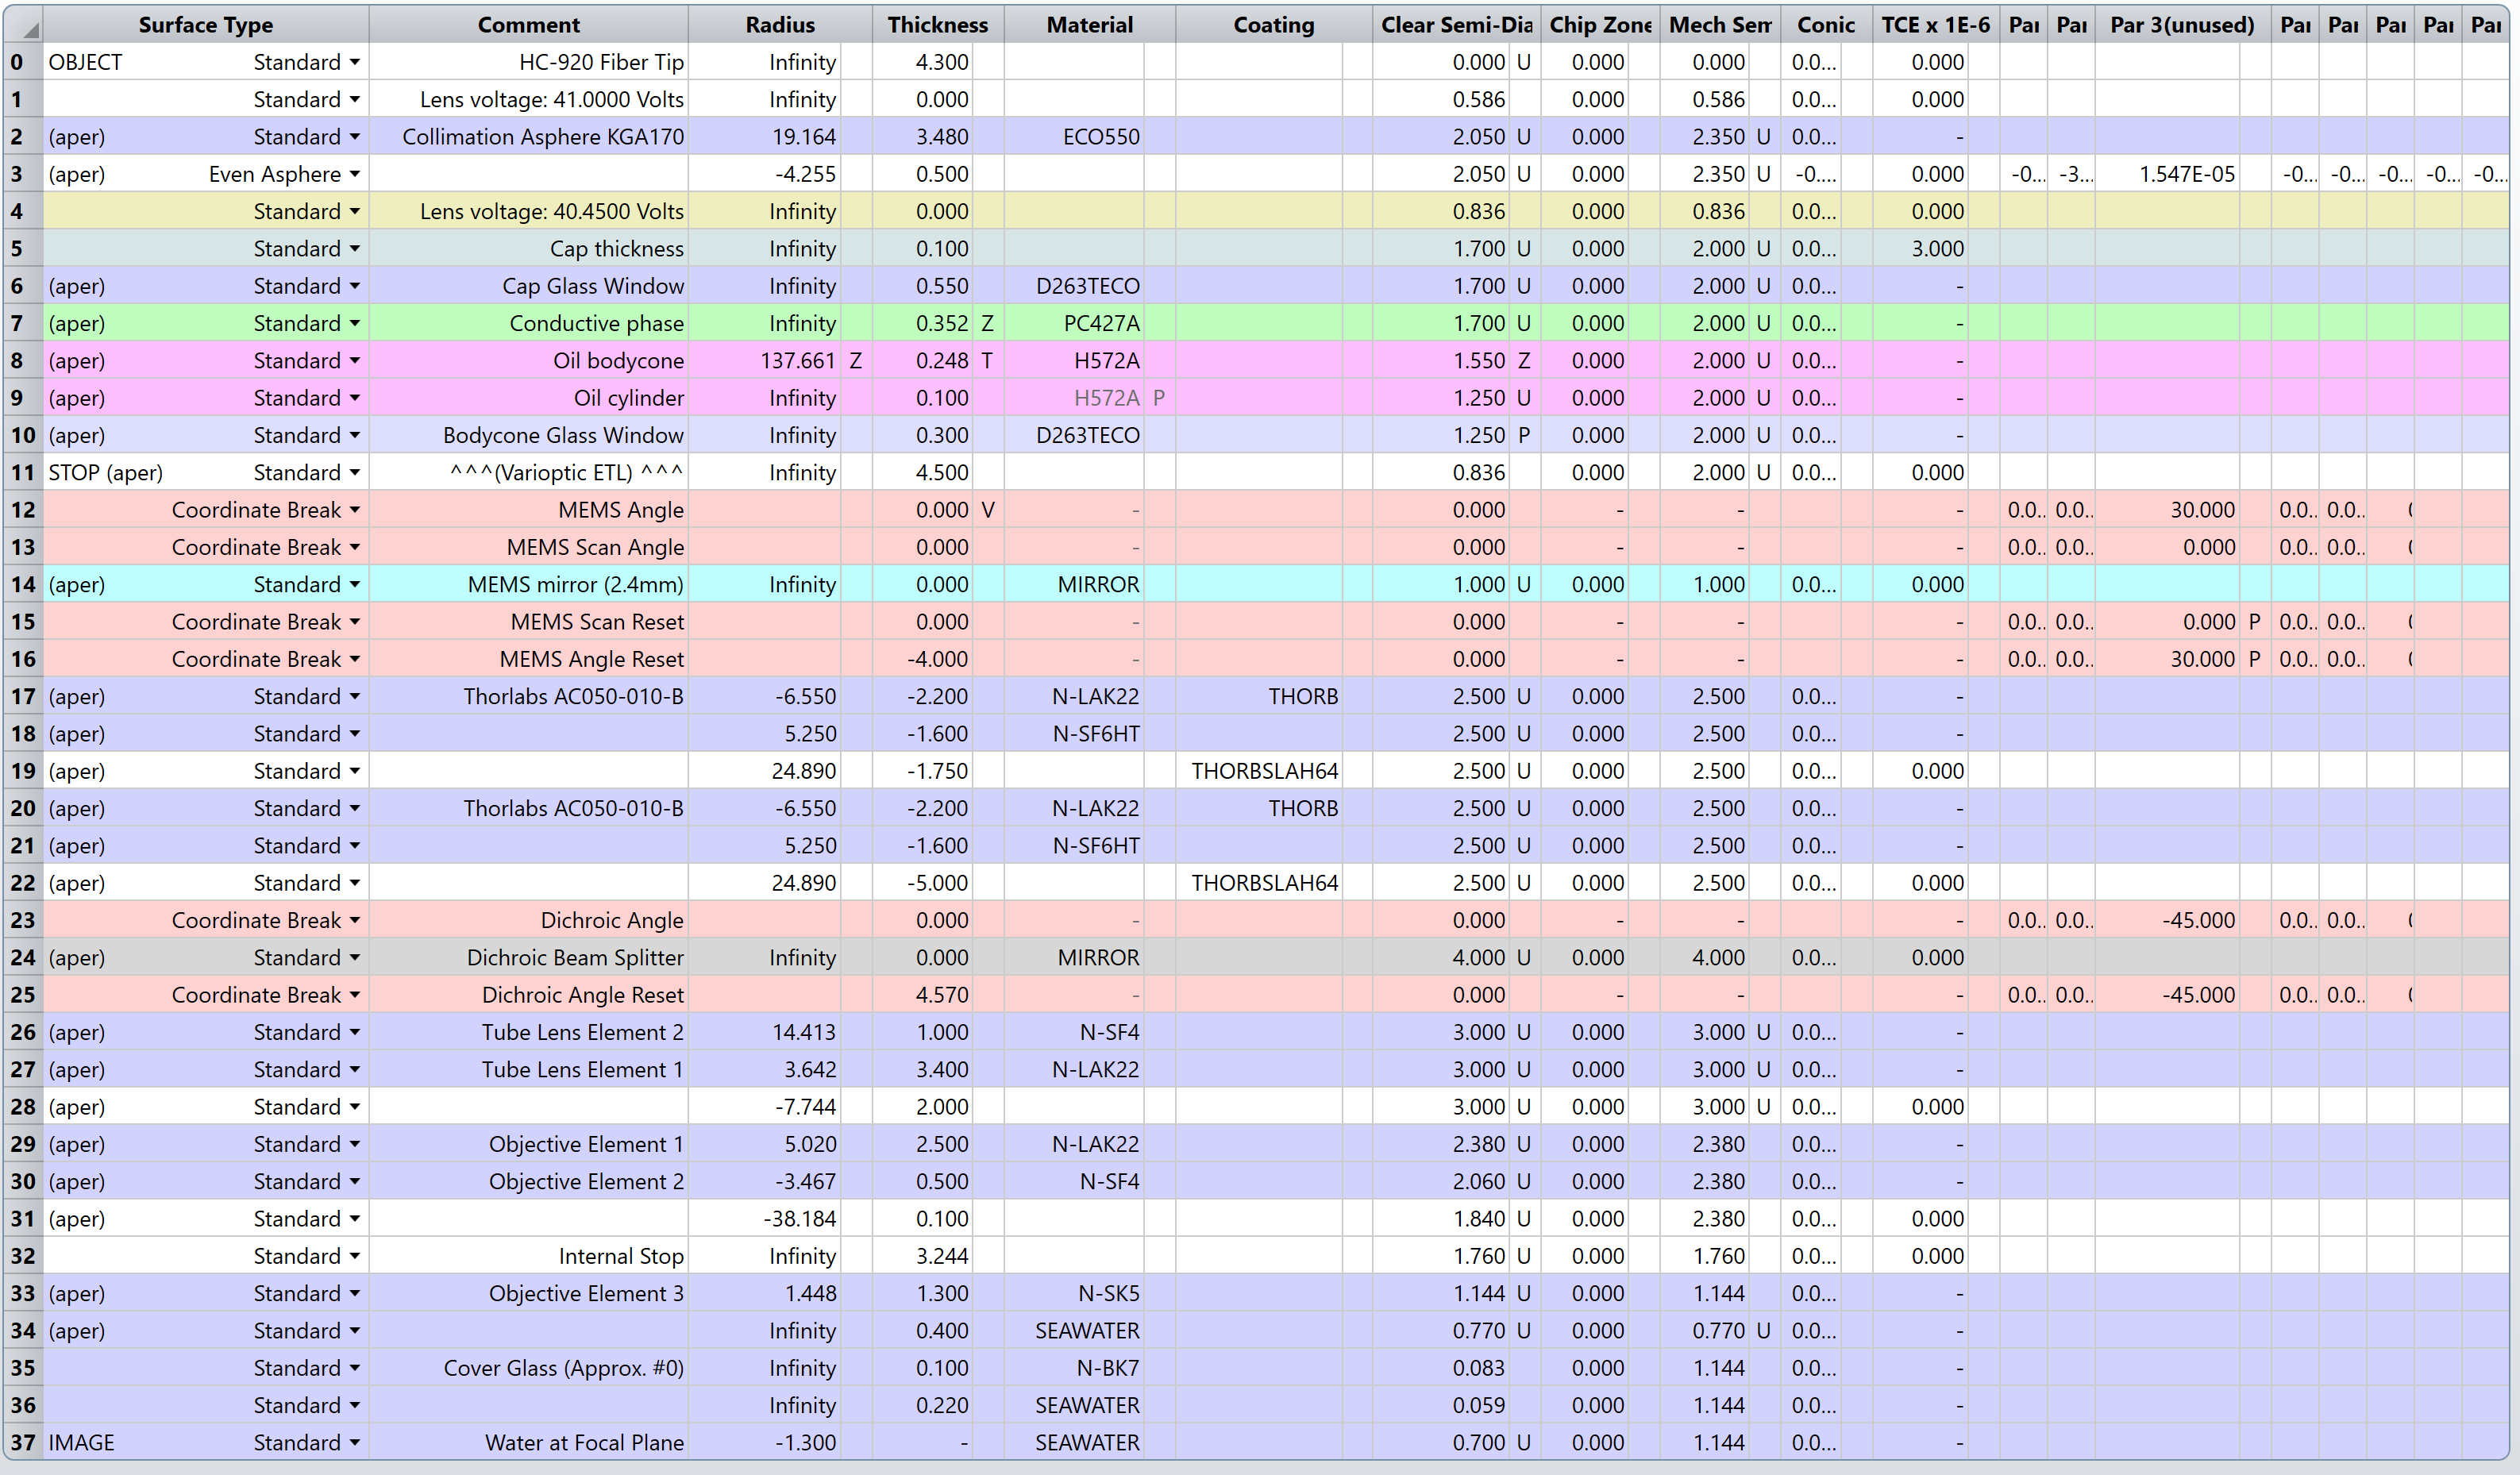 Surface Type Comment Radius Thickness Material Coating Clear Semi-Dia Chip Zone Mech Sem Conic TCE x 1E-6 Par Par Par 3(unused) Par Par Par Par Par
0 OBJECT Standard HC-920 Fiber Tip Infinity 4.300 0.000 U 0.000 0.000 0.0... 0.000
1 Standard Lens voltage: 41.0000 Volts Infinity 0.000 0.586 0.000 0.586 0.0... 0.000
2 (aper) Standard Collimation Asphere KGA170 19.164 3.480 ECO550 2.050 U 0.000 2.350 U 0.0... -
3 (aper) Even Asphere -4.255 0.500 2.050 U 0.000 2.350 U -0.... 0.000 -0... -3... 1.547E-05 -0... -0... -0... -0... -0...
4 Standard Lens voltage: 40.4500 Volts Infinity 0.000 0.836 0.000 0.836 0.0... 0.000
5 Standard Cap thickness Infinity 0.100 1.700 U 0.000 2.000 U 0.0... 3.000
6 (aper) Standard Cap Glass Window Infinity 0.550 D263TECO 1.700 U 0.000 2.000 U 0.0... -
7 (aper) Standard Conductive phase Infinity 0.352 Z PC427A 1.700 U 0.000 2.000 U 0.0... -
8 (aper) Standard Oil bodycone 137.661 Z 0.248 T H572A 1.550 Z 0.000 2.000 U 0.0... -
9 (aper) Standard Oil cylinder Infinity 0.100 H572A P 1.250 U 0.000 2.000 U 0.0... -
10 (aper) Standard Bodycone Glass Window Infinity 0.300 D263TECO 1.250 P 0.000 2.000 U 0.0... -
11 STOP (aper) Standard ^^^(Varioptic ETL) ^^^ Infinity 4.500 0.836 0.000 2.000 U 0.0... 0.000
12 Coordinate Break MEMS Angle 0.000 V - 0.000 - - - 0.0.. 0.0.. 30.000 0.0.. 0.0..
13 Coordinate Break MEMS Scan Angle 0.000 - 0.000 - - - 0.0.. 0.0.. 0.000 0.0.. 0.0..
14 (aper) Standard MEMS mirror (2.4mm) Infinity 0.000 MIRROR 1.000 U 0.000 1.000 0.0... 0.000
15 Coordinate Break MEMS Scan Reset 0.000 - 0.000 - - - 0.0.. 0.0.. 0.000 P 0.0.. 0.0..
16 Coordinate Break MEMS Angle Reset -4.000 - 0.000 - - - 0.0.. 0.0.. 30.000 P 0.0.. 0.0..
17 (aper) Standard Thorlabs AC050-010-B -6.550 -2.200 N-LAK22 THORB 2.500 U 0.000 2.500 0.0... -
18 (aper) Standard 5.250 -1.600 N-SF6HT 2.500 U 0.000 2.500 0.0... -
19 (aper) Standard 24.890 -1.750 THORBSLAH64 2.500 U 0.000 2.500 0.0... 0.000
20 (aper) Standard Thorlabs AC050-010-B -6.550 -2.200 N-LAK22 THORB 2.500 U 0.000 2.500 0.0... -
21 (aper) Standard 5.250 -1.600 N-SF6HT 2.500 U 0.000 2.500 0.0... -
22 (aper) Standard 24.890 -5.000 THORBSLAH64 2.500 U 0.000 2.500 0.0... 0.000
23 Coordinate Break Dichroic Angle 0.000 - 0.000 - - - 0.0.. 0.0.. -45.000 0.0.. 0.0..
24 (aper) Standard Dichroic Beam Splitter Infinity 0.000 MIRROR 4.000 U 0.000 4.000 0.0... 0.000
25 Coordinate Break Dichroic Angle Reset 4.570 - 0.000 - - - 0.0.. 0.0.. -45.000 0.0.. 0.0..
26 (aper) Standard Tube Lens Element 2 14.413 1.000 N-SF4 3.000 U 0.000 3.000 U 0.0... -
27 (aper) Standard Tube Lens Element 1 3.642 3.400 N-LAK22 3.000 U 0.000 3.000 U 0.0... -
28 (aper) Standard -7.744 2.000 3.000 U 0.000 3.000 U 0.0... 0.000
29 (aper) Standard Objective Element 1 5.020 2.500 N-LAK22 2.380 U 0.000 2.380 0.0... -
30 (aper) Standard Objective Element 2 -3.467 0.500 N-SF4 2.060 U 0.000 2.380 0.0... -
31 (aper) Standard -38.184 0.100 1.840 U 0.000 2.380 0.0... 0.000
32 Standard Internal Stop Infinity 3.244 1.760 U 0.000 1.760 0.0... 0.000
33 (aper) Standard Objective Element 3 1.448 1.300 N-SK5 1.144 U 0.000 1.144 0.0... -
34 (aper) Standard Infinity 0.400 SEAWATER 0.770 U 0.000 0.770 U 0.0... -
35 Standard Cover Glass (Approx. #0) Infinity 0.100 N-BK7 0.083 0.000 1.144 0.0... -
36 Standard Infinity 0.220 SEAWATER 0.059 0.000 1.144 0.0... -
37 IMAGE Standard Water at Focal Plane -1.300 - SEAWATER 0.700 U 0.000 1.144 0.0... -